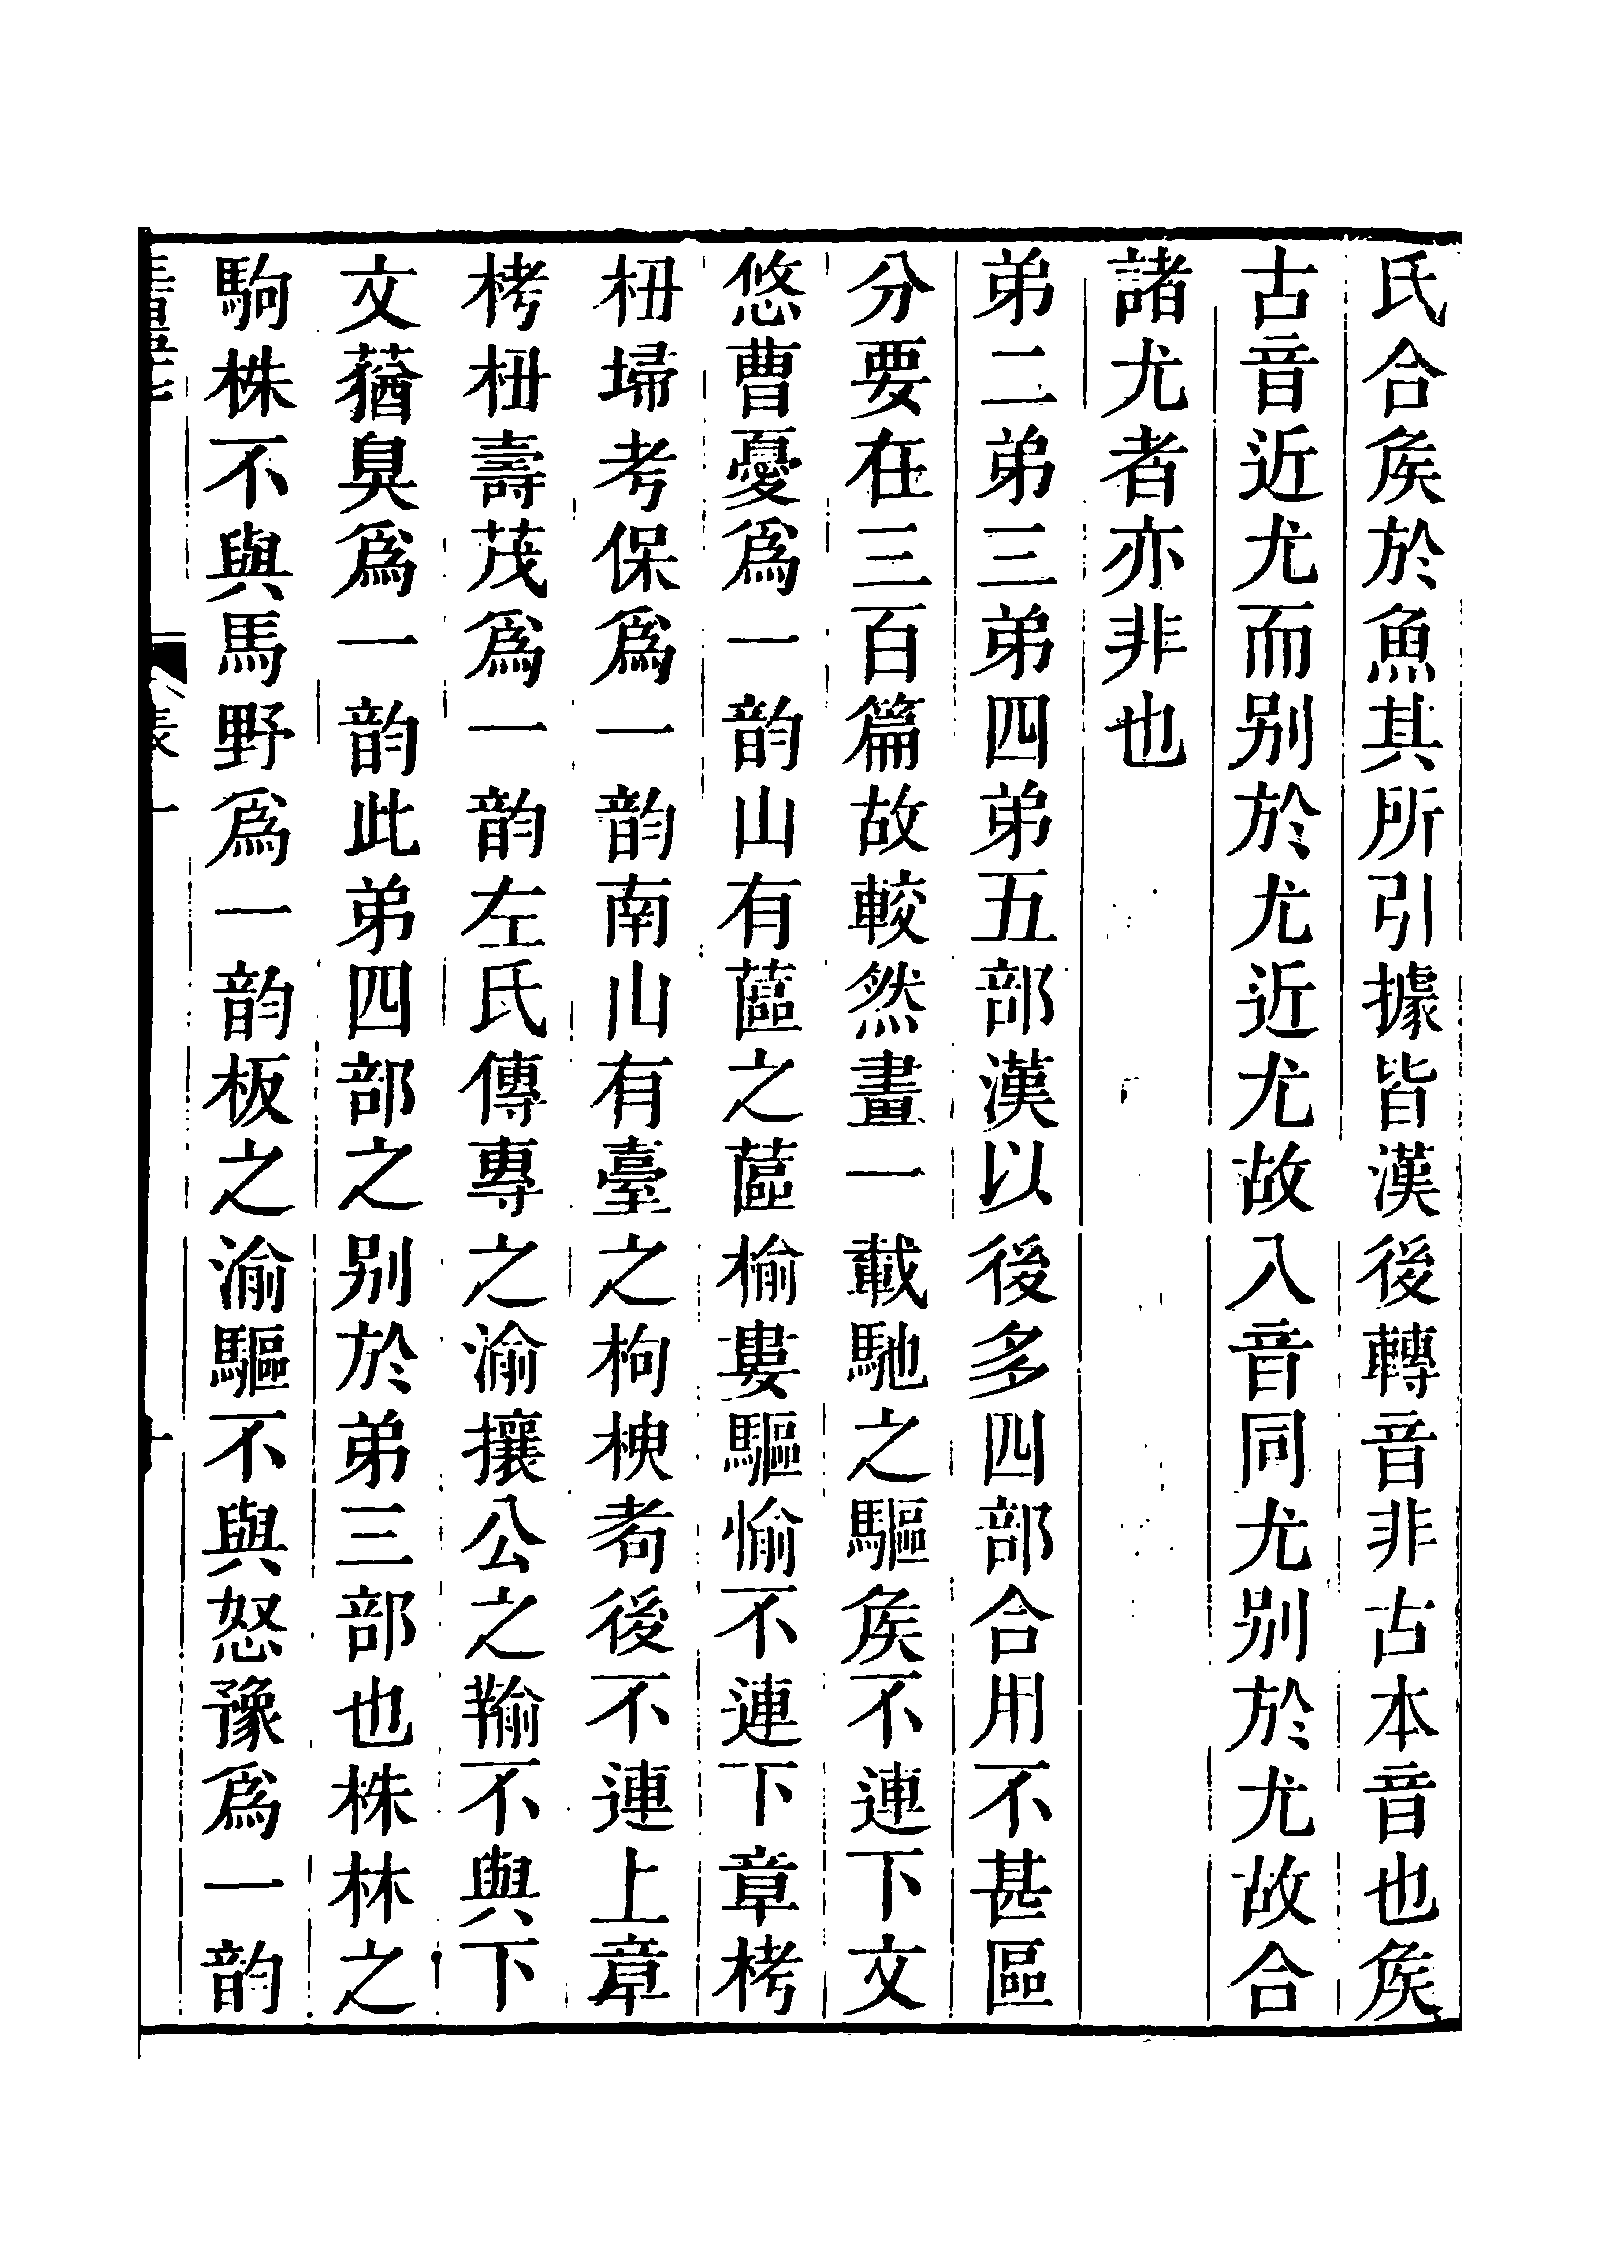 氏合矦於魚其所引據皆漢後轉音非古本音也矦
古音近尤而别於尤近尤故入音同尤别於尤故合
諸尤者亦非也
弟二弟三弟四弟五部漢以後多四部合用不甚區
分要在三百篇故較然畫一載馳之驅矦不連下文
悠曹憂爲一韵山有蓲之蓲榆婁驅愉不連下章栲
杻埽考保爲一韵南山有臺之枸楰耇後不連上章
栲杻壽茂爲一韵左氏傳專之渝攘公之羭不與下
文蕕臭爲一韵此弟四部之别於弟三部也株林之
駒株不與馬野爲一韵板之渝驅不與怒豫爲一韵